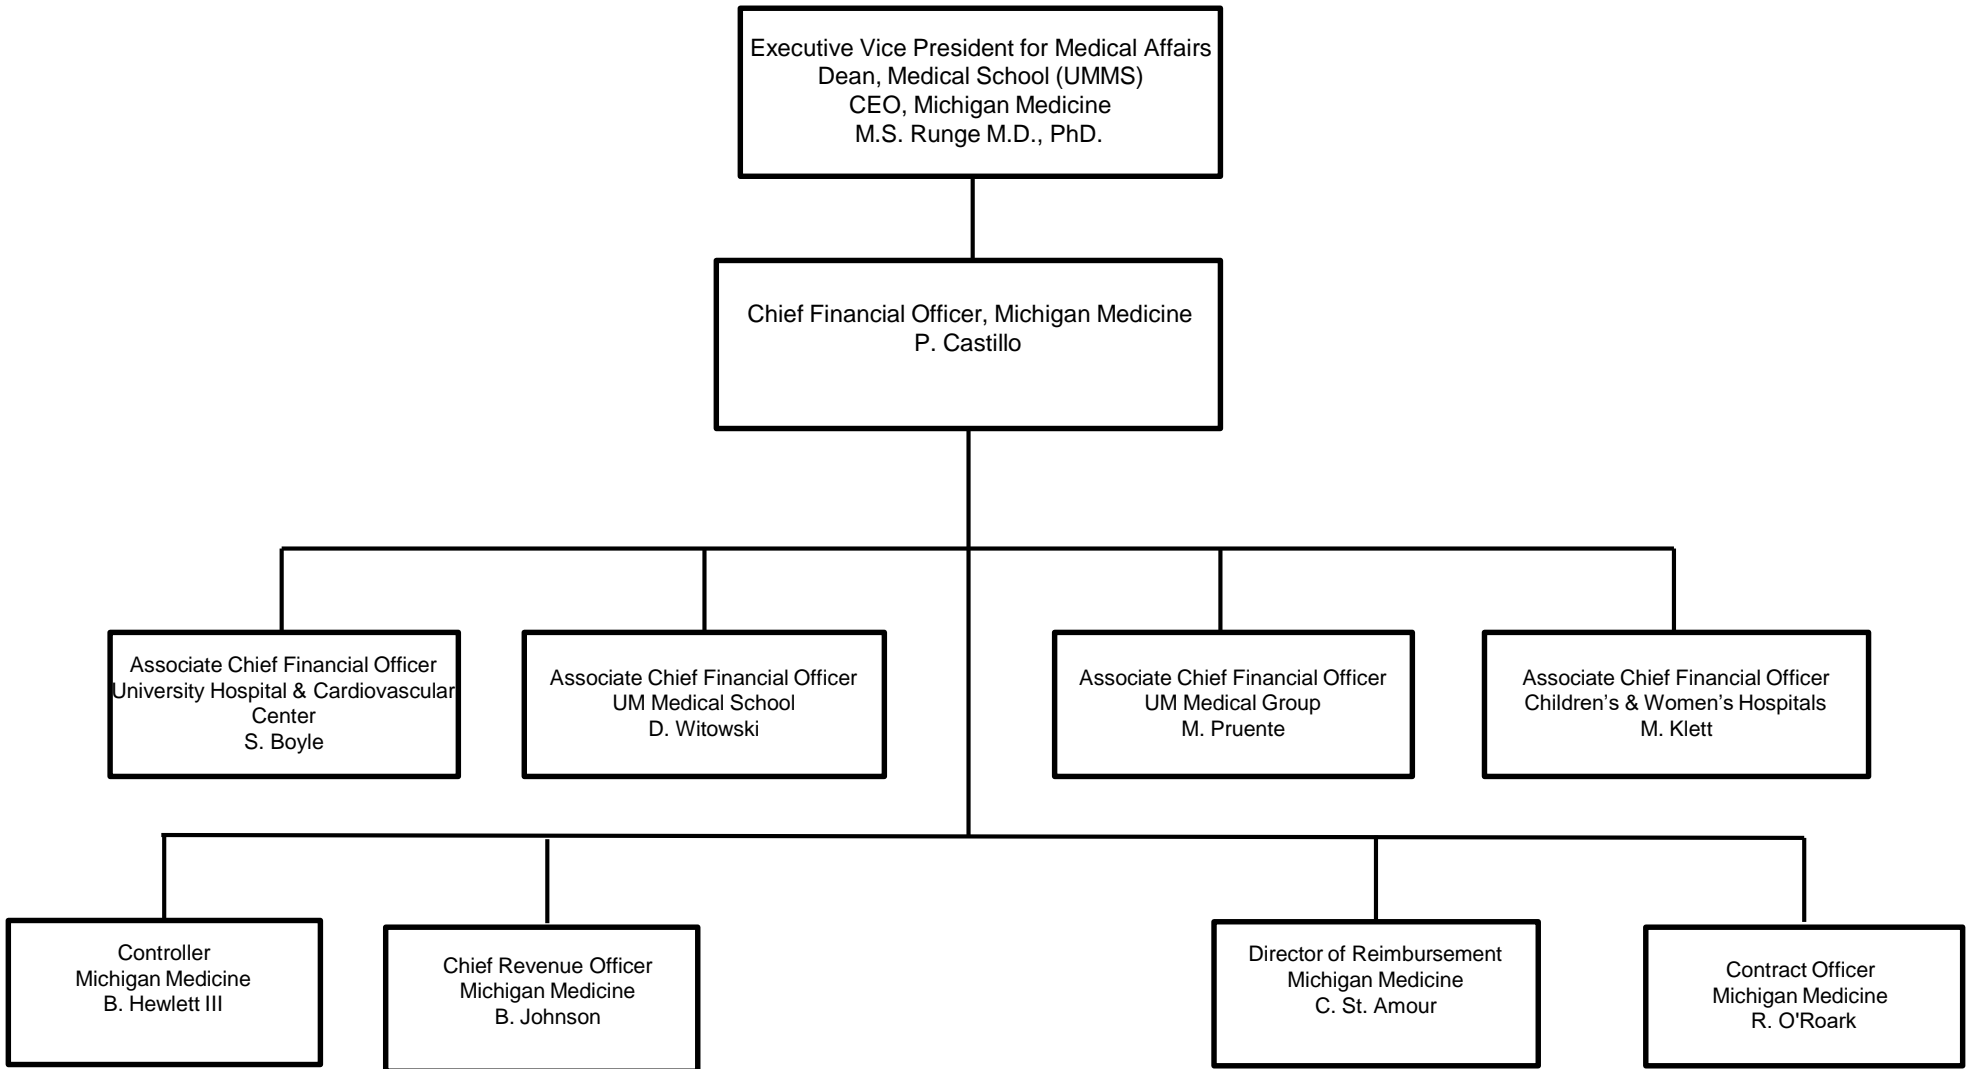 Executive Vice President for Medical Affairs
Dean, Medical School (UMMS)
CEO, Michigan Medicine
M.S. Runge M.D., PhD.
Chief Financial Officer, Michigan Medicine
P. Castillo
Associate Chief Financial Officer
University Hospital & Cardiovascular
Center
S. Boyle
Associate Chief Financial Officer
UM Medical School
D. Witowski
Associate Chief Financial Officer
UM Medical Group
M. Pruente
Associate Chief Financial Officer
Children’s & Women’s Hospitals
M. Klett
Controller
Michigan Medicine
B. Hewlett III
Chief Revenue Officer
Michigan Medicine
B. Johnson
Director of Reimbursement
Michigan Medicine
C. St. Amour
Contract Officer
Michigan Medicine
R. O'Roark